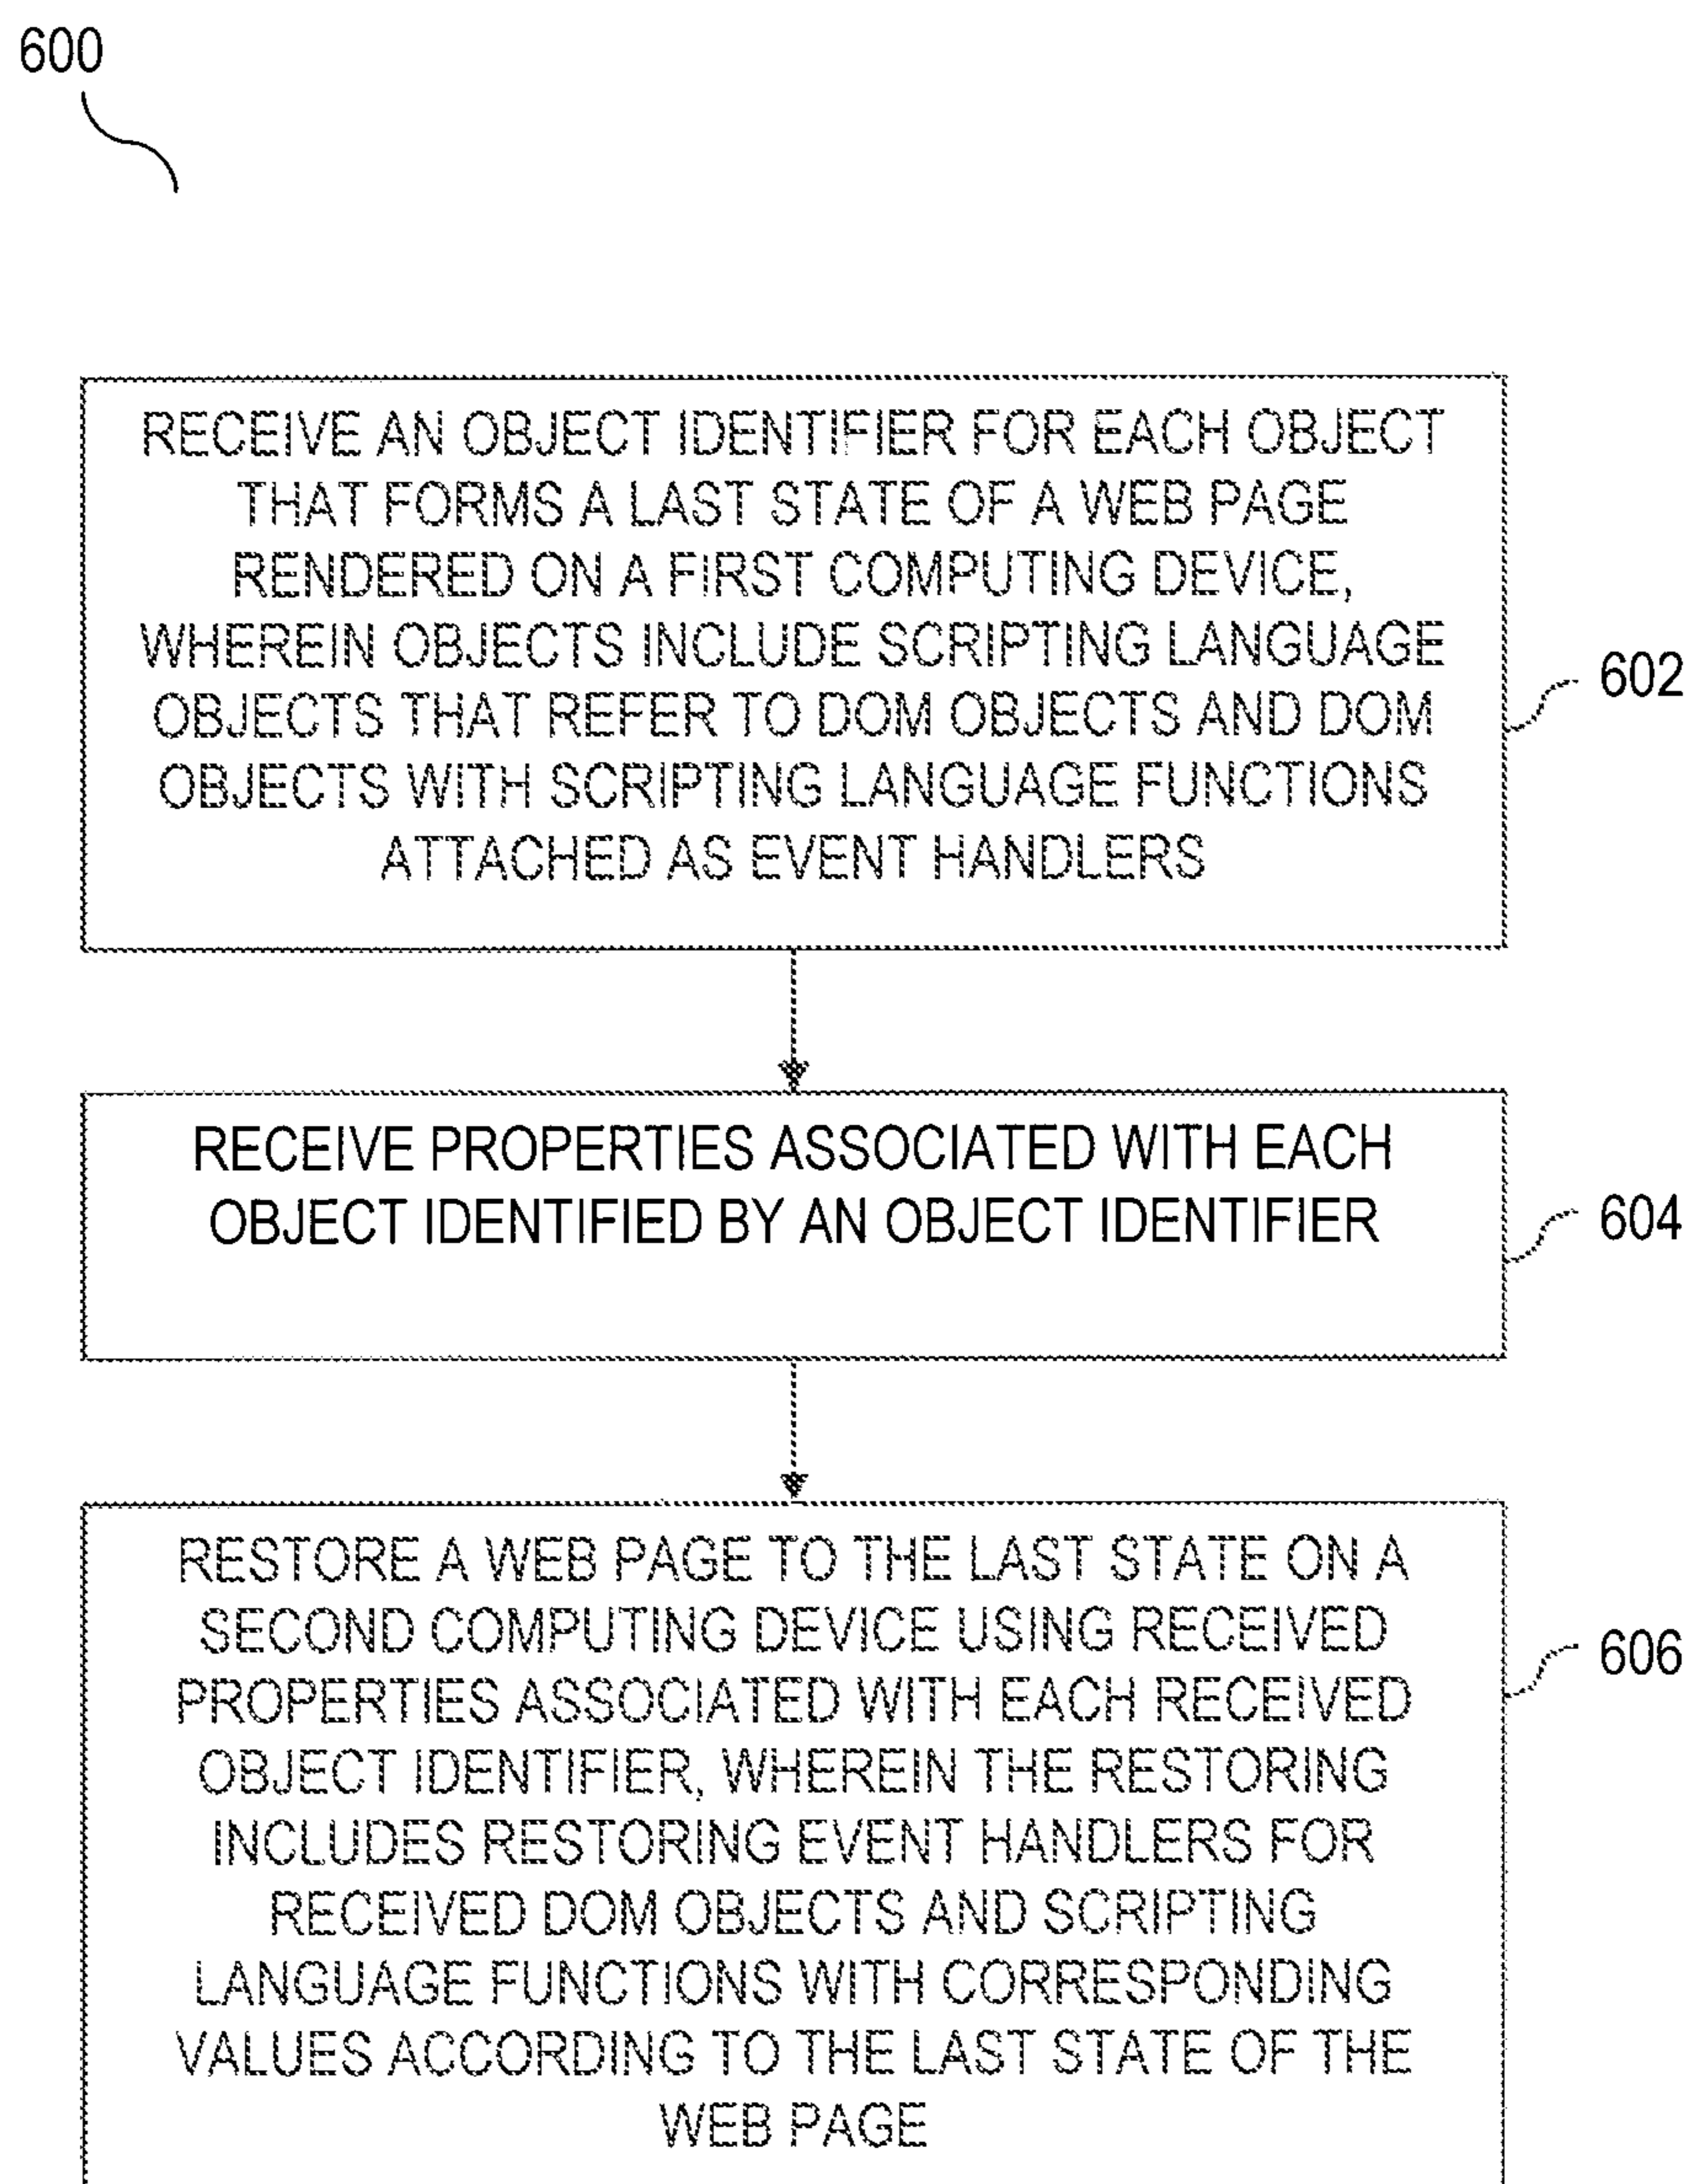 600
RECEIVE AN OBJECT IDENTIFIER FOR EACH OBJECT
THAT FORMS A LAST STATE OF A WEB PAGE
RENDERED ON A FIRST COMPUTING DEVICE,
WHEREIN OBJECTS INCLUDE SCRIPTING LANGUAGE
OBJECTS THAT REFER TO DOM OBJECTS AND DOM
OBJECTS WITH SCRIPTING LANGUAGE FUNCTIONS
ATTACHED AS EVENT HANDLERS
602
RECEIVE PROPERTIES ASSOCIATED WITH EACH
OBJECT IDENTIFIED BY AN OBJECT IDENTIFIER
604
RESTORE A WEB PAGE TO THE LAST STATE ON A
SECOND COMPUTING DEVICE USING RECEIVED
PROPERTIES ASSOCIATED WITH EACH RECEIVED
OBJECT IDENTIFIER, WHEREIN THE RESTORING
INCLUDES RESTORING EVENT HANDLERS FOR
RECEIVED DOM OBJECTS AND SCRIPTING
LANGUAGE FUNCTIONS WITH CORRESPONDING
VALUES ACCORDING TO THE LAST STATE OF THE
WEB PAGE
606